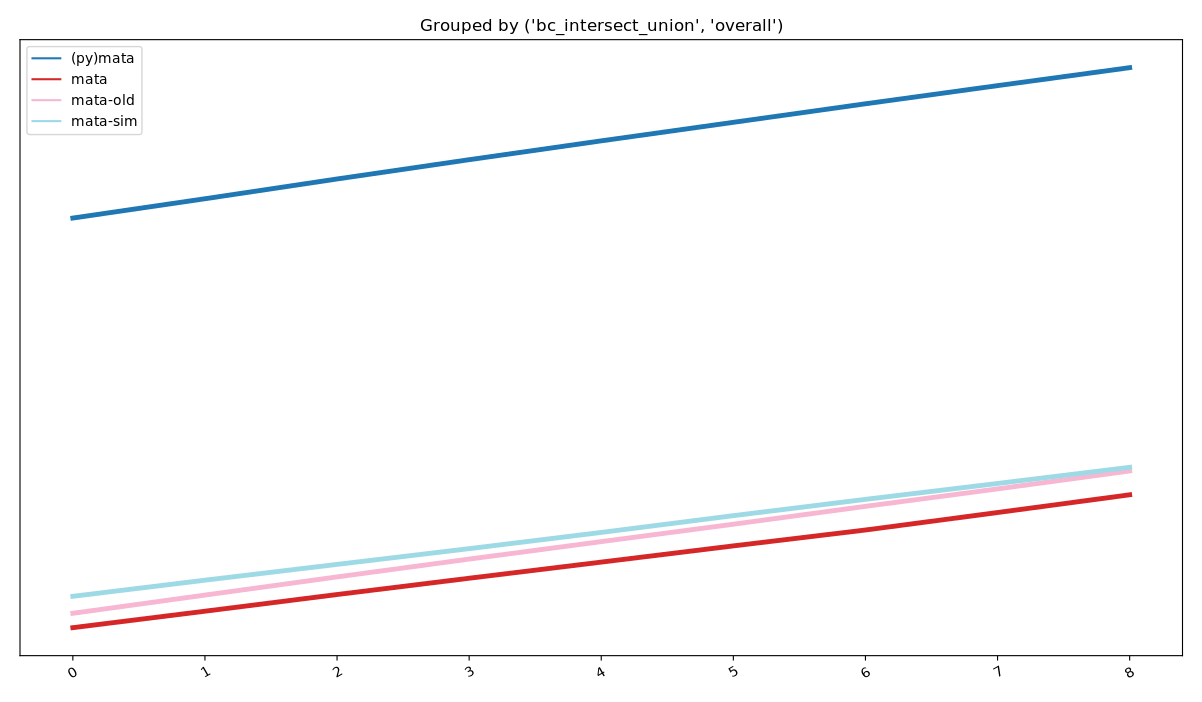 Grouped by ('bc_intersect_union', 'overall')
(py)mata
mata
mata-old
mata-sim
0 1 2 3 4 5 6 7 8